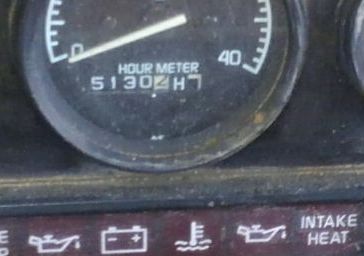 0
40
HOUR METER
5130 H
INTAKE
HEAT